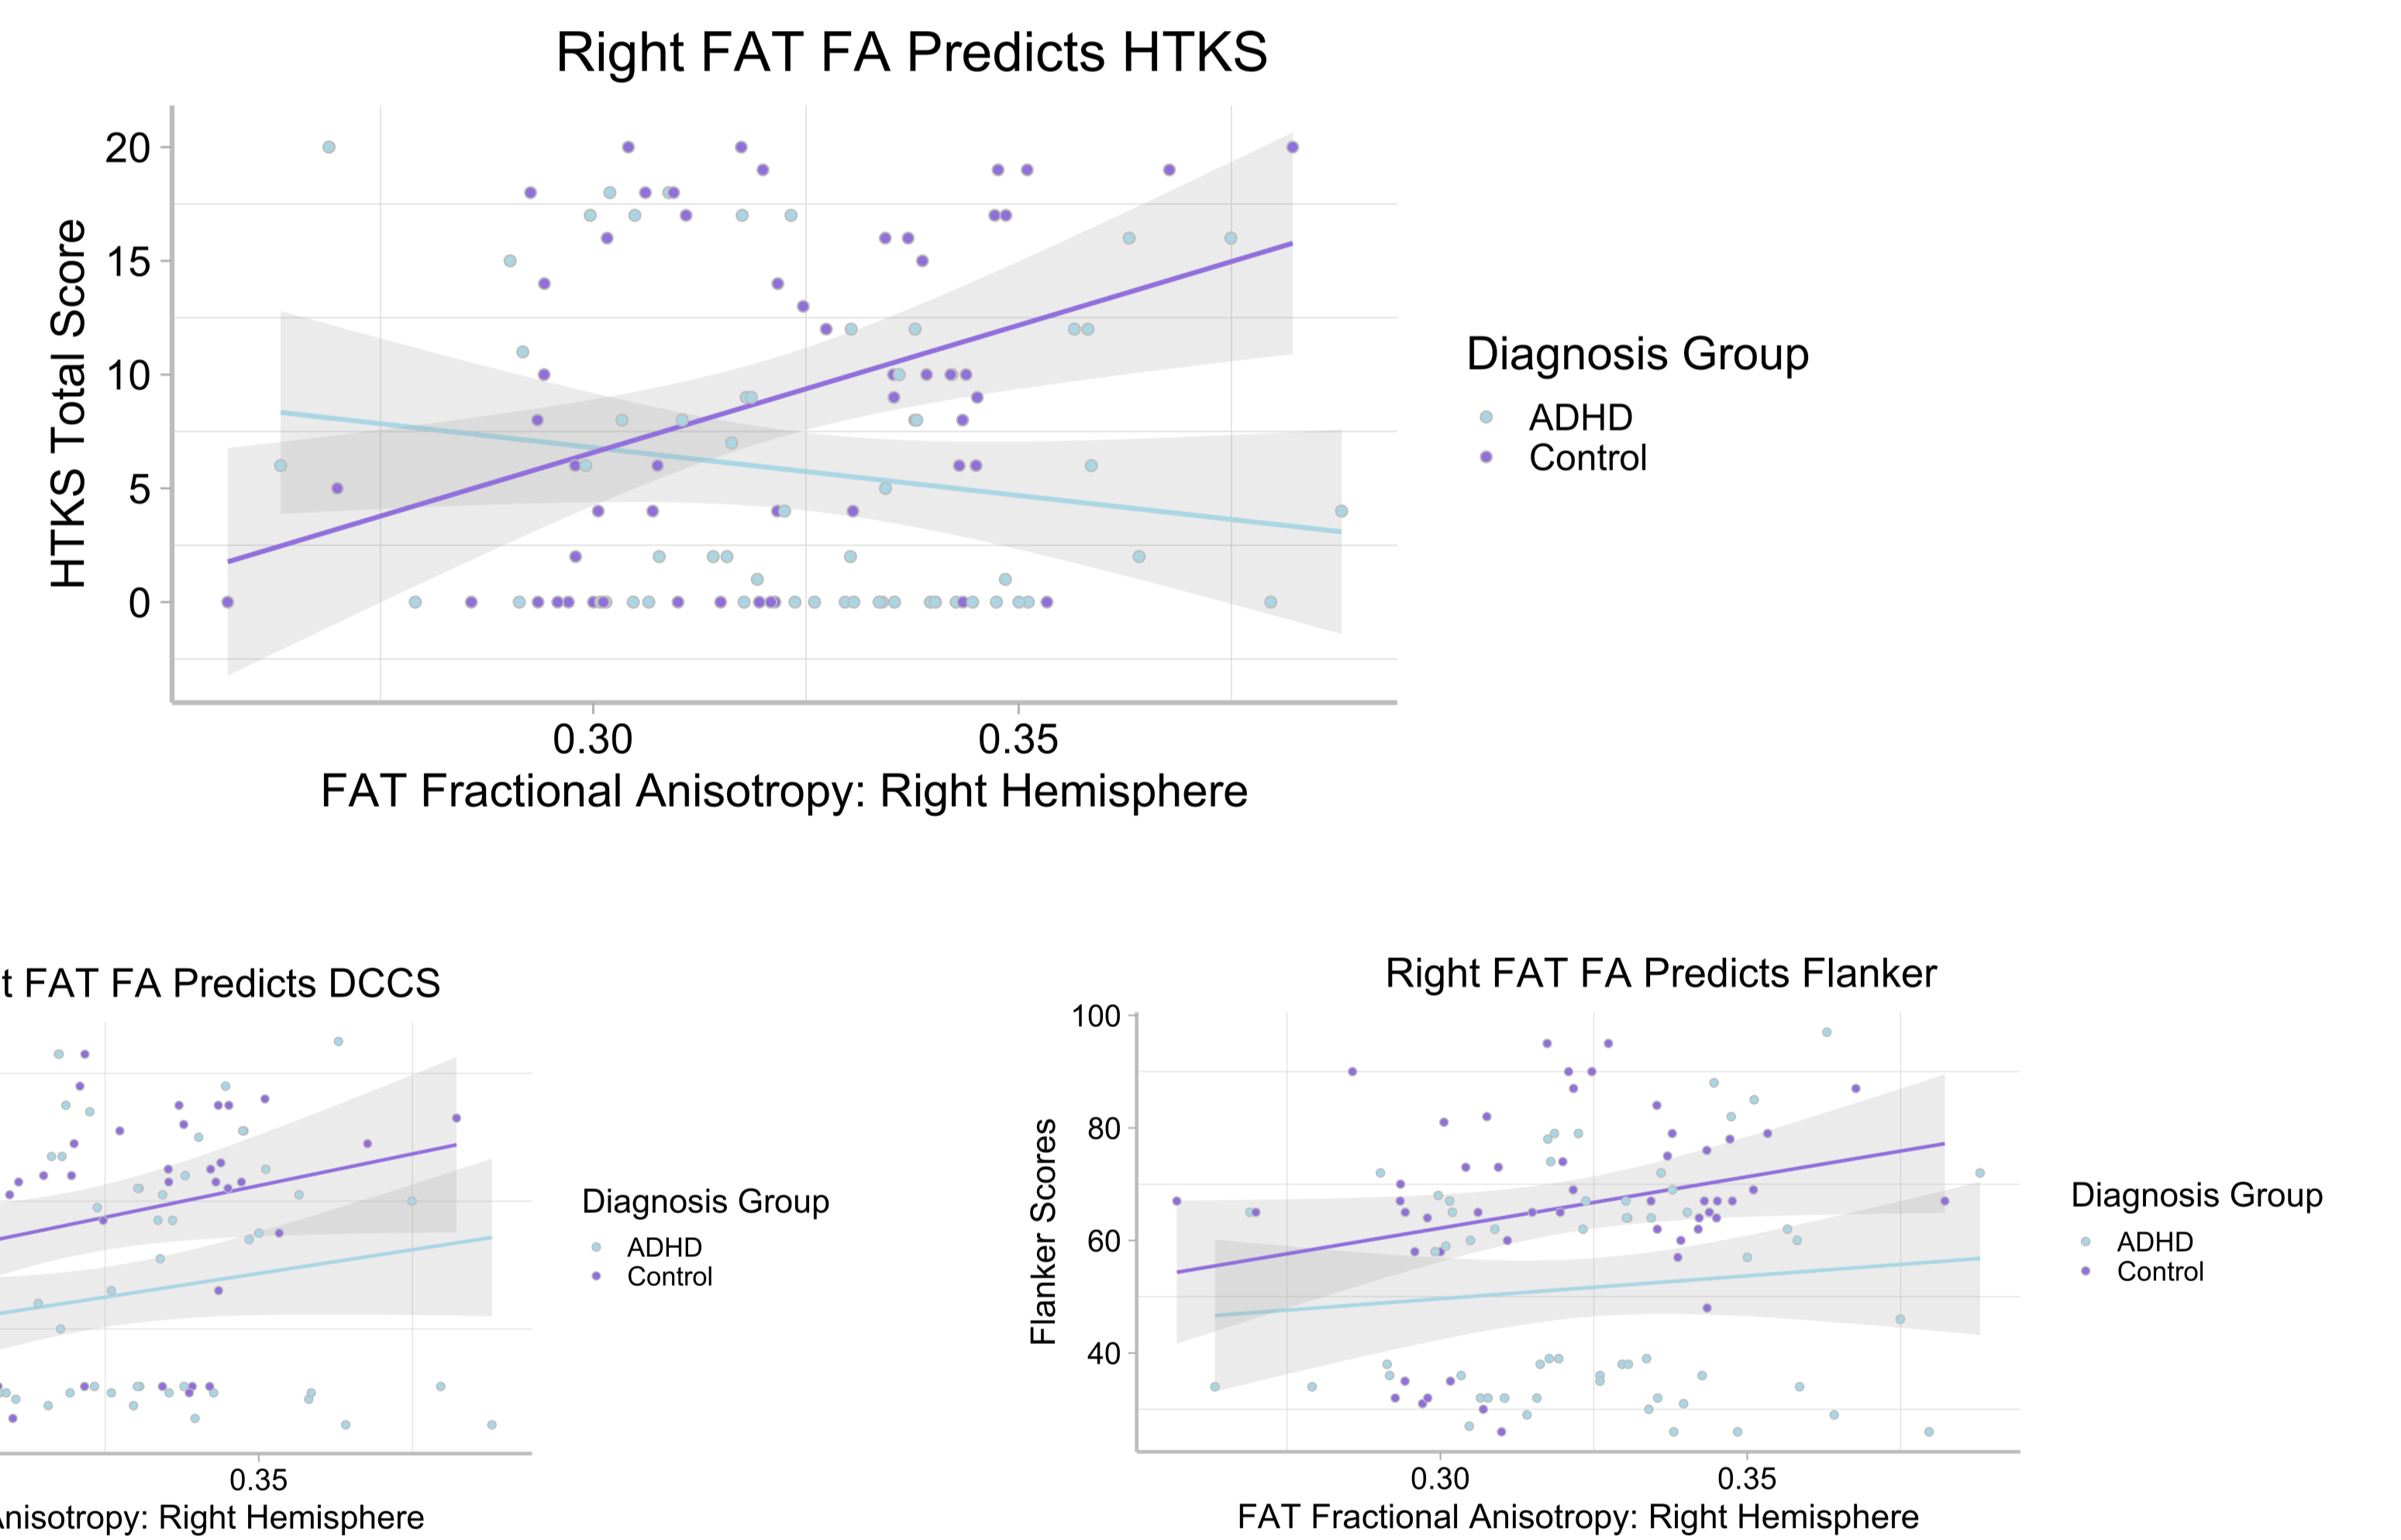 Right FAT FA Predicts HTKS
20
15
10
5
0
HTKS Total Score
0.30 0.35
FAT Fractional Anisotropy: Right Hemisphere
Diagnosis Group
ADHD
Control
t FAT FA Predicts DCCS
0.35
Anisotropy: Right Hemisphere
Diagnosis Group
ADHD
Control
Right FAT FA Predicts Flanker
100
80
60
40
Flanker Scores
0.30 0.35
FAT Fractional Anisotropy: Right Hemisphere
Diagnosis Group
ADHD
Control